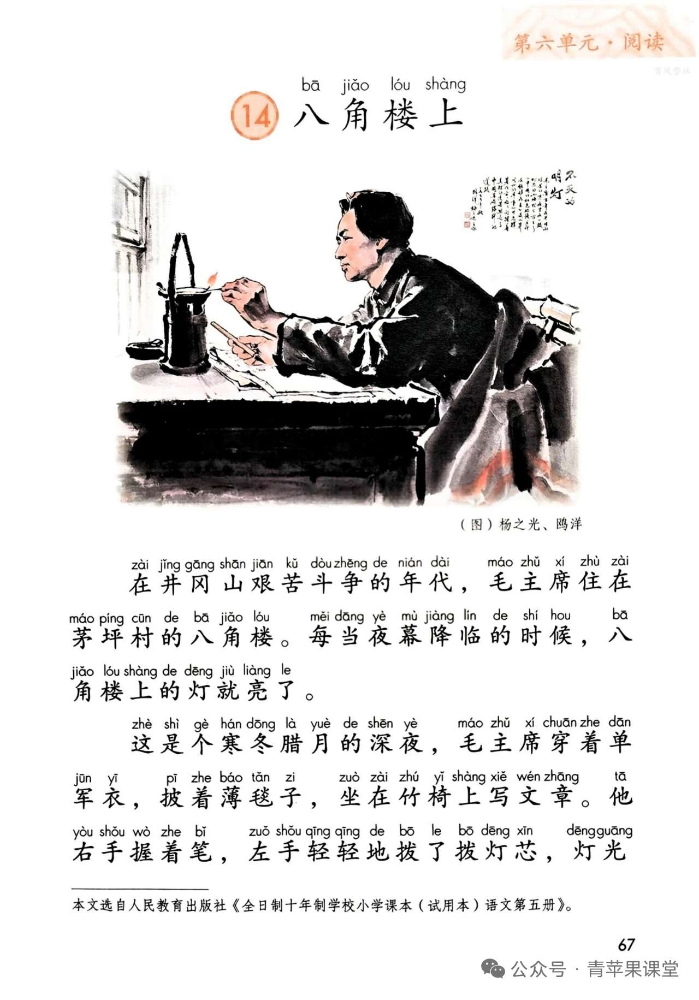 第六单元·阅读
育风誉林
bā jiǎo lóu shàng
14 八角楼上
不灭的
明灯
(图)杨之光、鸥洋
zài jǐng gāng shān jiān kǔ dòu zhēng de nián dài máo zhǔ xí zhù zài
在井冈山艰苦斗争的年代，毛主席住在
máo píng cūn de bā jiǎo lóu měi dāng yè mù jiàng lín de shí hou bā
茅坪村的八角楼。每当夜幕降临的时候，八
jiǎo lóu shàng de dēng jiù liàng le
角楼上的灯就亮了。
zhè shì gè hán dōng là yuè de shēn yè máo zhǔ xí chuān zhe dān
这是个寒冬腊月的深夜，毛主席穿着单
jūn yī pī zhe báo tǎn zi zuò zài zhú yǐ shàng xiě wén zhāng tā
军衣，披着薄毯子，坐在竹椅上写文章。他
yòu shǒu wò zhe bǐ zuǒ shǒu qīng qīng de bō le bō dēng xīn dēng guāng
右手握着笔，左手轻轻地拨了拨灯芯，灯光
本文选自人民教育出版社《全日制十年制学校小学课本（试用本）语文第五册》。
67
公众号·青苹果课堂